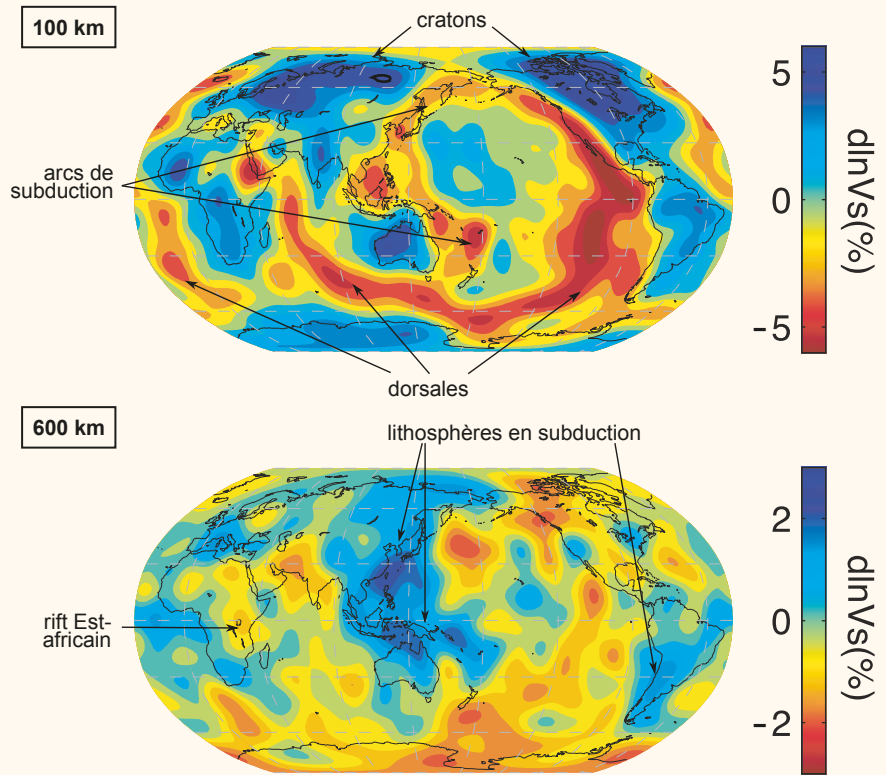 100 km
cratons
arcs de
subduction
dorsales
5
0
-5
dlnVs(%)
600 km
lithosphères en subduction
rift Est-
africain
2
0
-2
dlnVs(%)